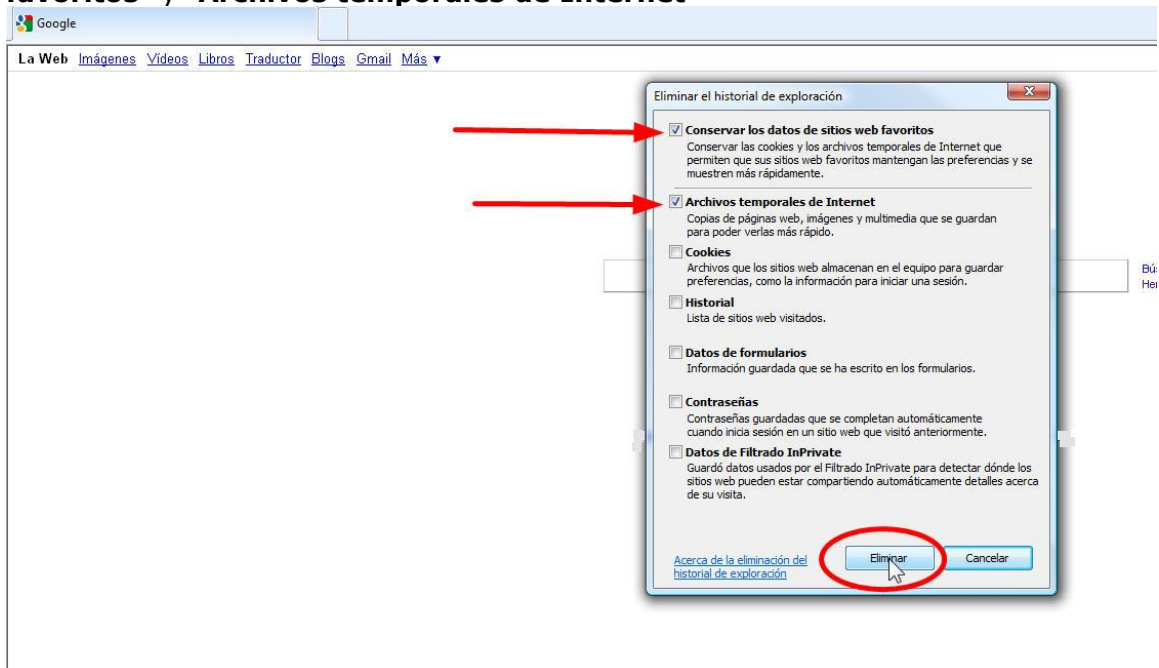 favoritos" y "Archivos temporales de Internet"
Google
La Web Imágenes Vídeos Libros Traductor Blogs Gmail Más ▼
Eliminar el historial de exploración
Conservar los datos de sitios web favoritos
Conservar las cookies y los archivos temporales de Internet que
permiten que sus sitios web favoritos mantengan las preferencias y se
muestren más rápidamente.
Archivos temporales de Internet
Copias de páginas web, imágenes y multimedia que se guardan
para poder verlas más rápido.
Cookies
Archivos que los sitios web almacenan en el equipo para guardar
preferencias, como la información para iniciar una sesión.
Historial
Lista de sitios web visitados.
Datos de formularios
Información guardada que se ha escrito en los formularios.
Contraseñas
Contraseñas guardadas que se completan automáticamente
cuando inicia sesión en un sitio web que visitó anteriormente.
Datos de Filtrado InPrivate
Guardó datos usados por el Filtrado InPrivate para detectar dónde los
sitios web pueden estar compartiendo automáticamente detalles acerca
de su visita.
Acerca de la eliminación del
historial de exploración
Eliminar Cancelar